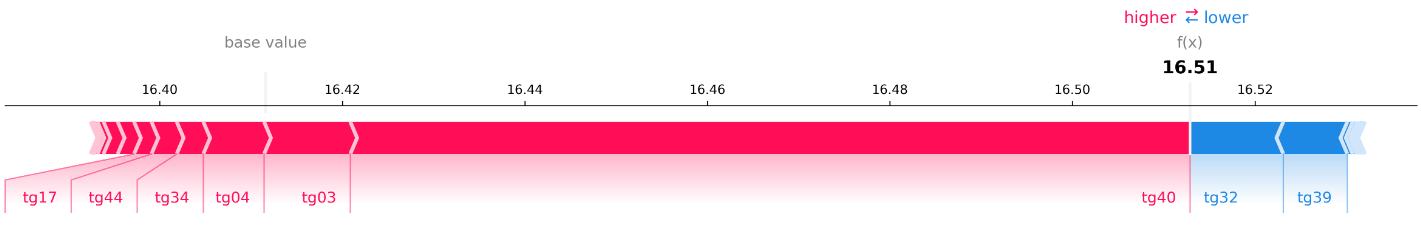 higher ⇄ lower
base value
f(x)
16.51
16.40 16.42 16.44 16.46 16.48 16.50 16.52
tg17 tg44 tg34 tg04 tg03 tg40 tg32 tg39